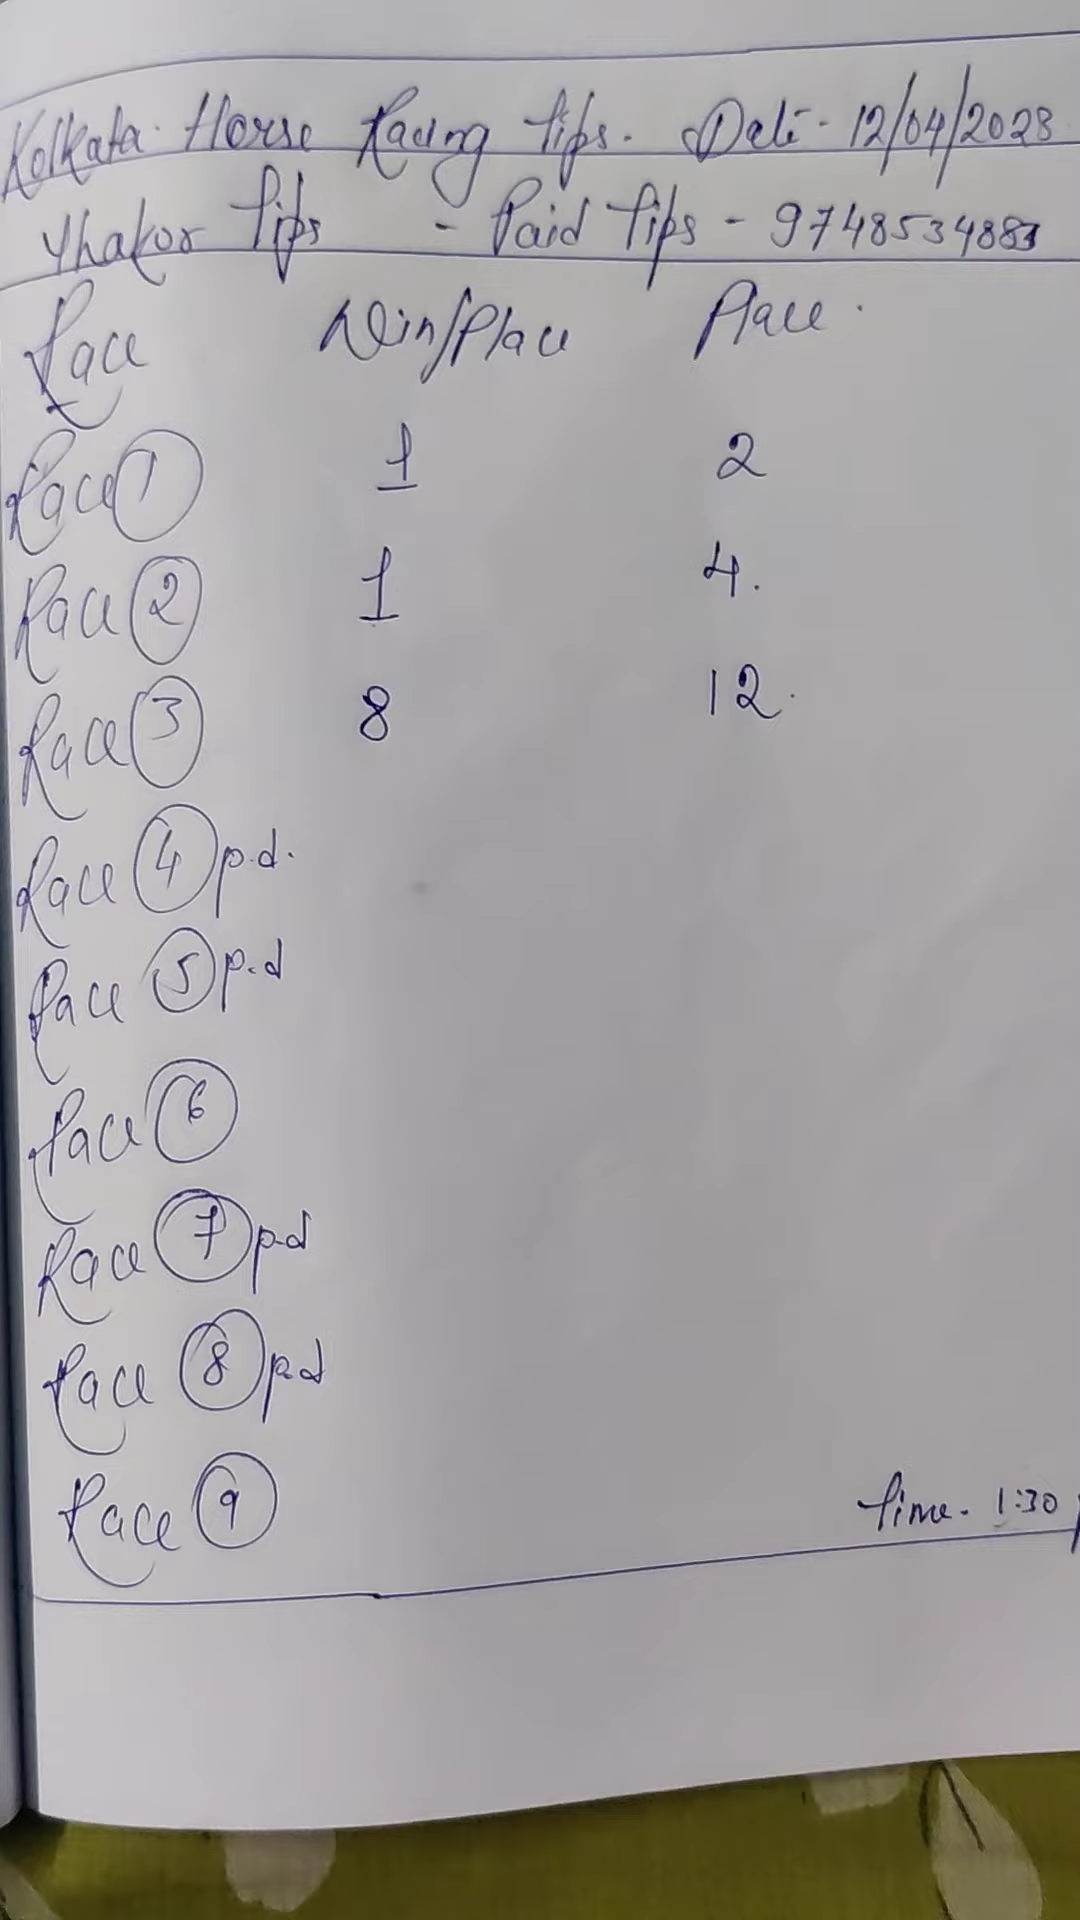 Kolkata. Horse Racing Tips. Date - 12/04/2023
Thakor Tips - Paid Tips - 9748534883
Race Win/Place Place.
Race 1 1 2
Race 2 1 4.
Race 3 8 12.
Race 4 p.d.
Race 5 p.d
Race 6
Race 7 p.d
Race 8 p.d
Race 9
Time. 1:30